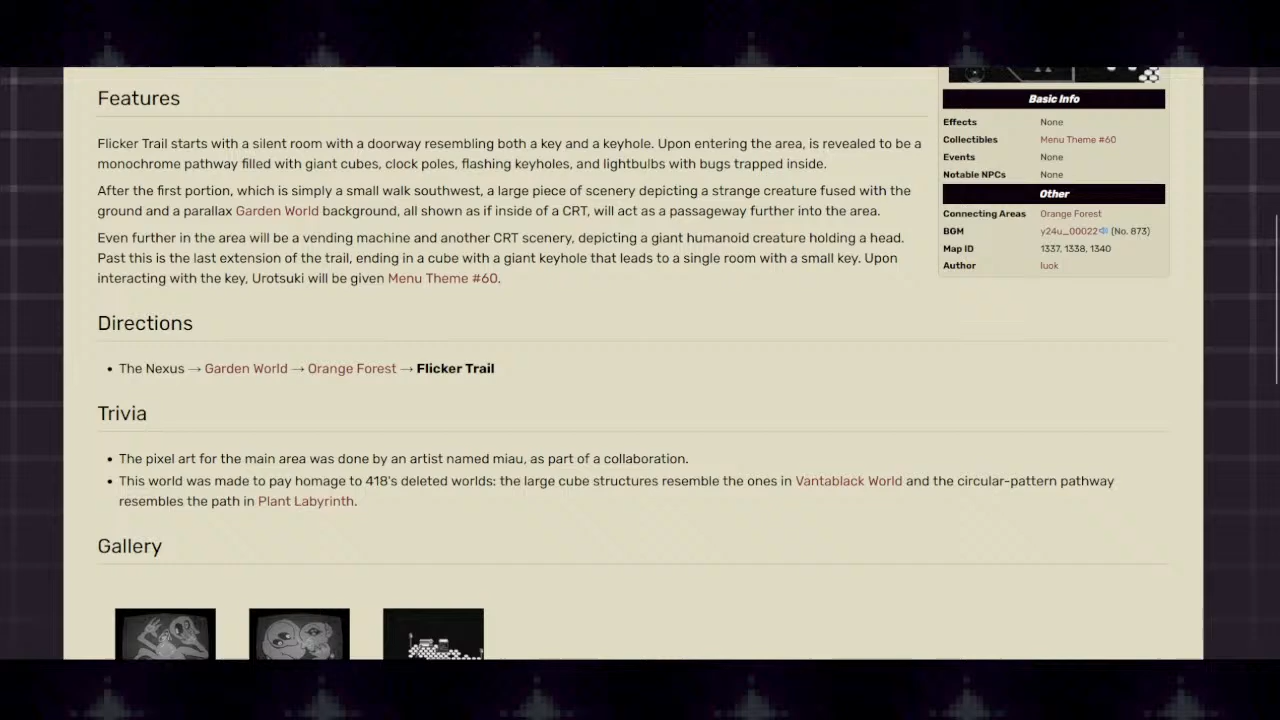 Features
Flicker Trail starts with a silent room with a doorway resembling both a key and a keyhole. Upon entering the area, is revealed to be a
monochrome pathway filled with giant cubes, clock poles, flashing keyholes, and lightbulbs with bugs trapped inside.
After the first portion, which is simply a small walk southwest, a large piece of scenery depicting a strange creature fused with the
ground and a parallax Garden World background, all shown as if inside of a CRT, will act as a passageway further into the area.
Even further in the area will be a vending machine and another CRT scenery, depicting a giant humanoid creature holding a head.
Past this is the last extension of the trail, ending in a cube with a giant keyhole that leads to a single room with a small key. Upon
interacting with the key, Urotsuki will be given Menu Theme #60.
Basic Info
Effects None
Collectibles Menu Theme #60
Events None
Notable NPCs None
Other
Connecting Areas Orange Forest
BGM y24u_00022 (No. 873)
Map ID 1337, 1338, 1340
Author luok
Directions
• The Nexus → Garden World → Orange Forest → Flicker Trail
Trivia
• The pixel art for the main area was done by an artist named miau, as part of a collaboration.
• This world was made to pay homage to 418's deleted worlds: the large cube structures resemble the ones in Vantablack World and the circular-pattern pathway
resembles the path in Plant Labyrinth.
Gallery